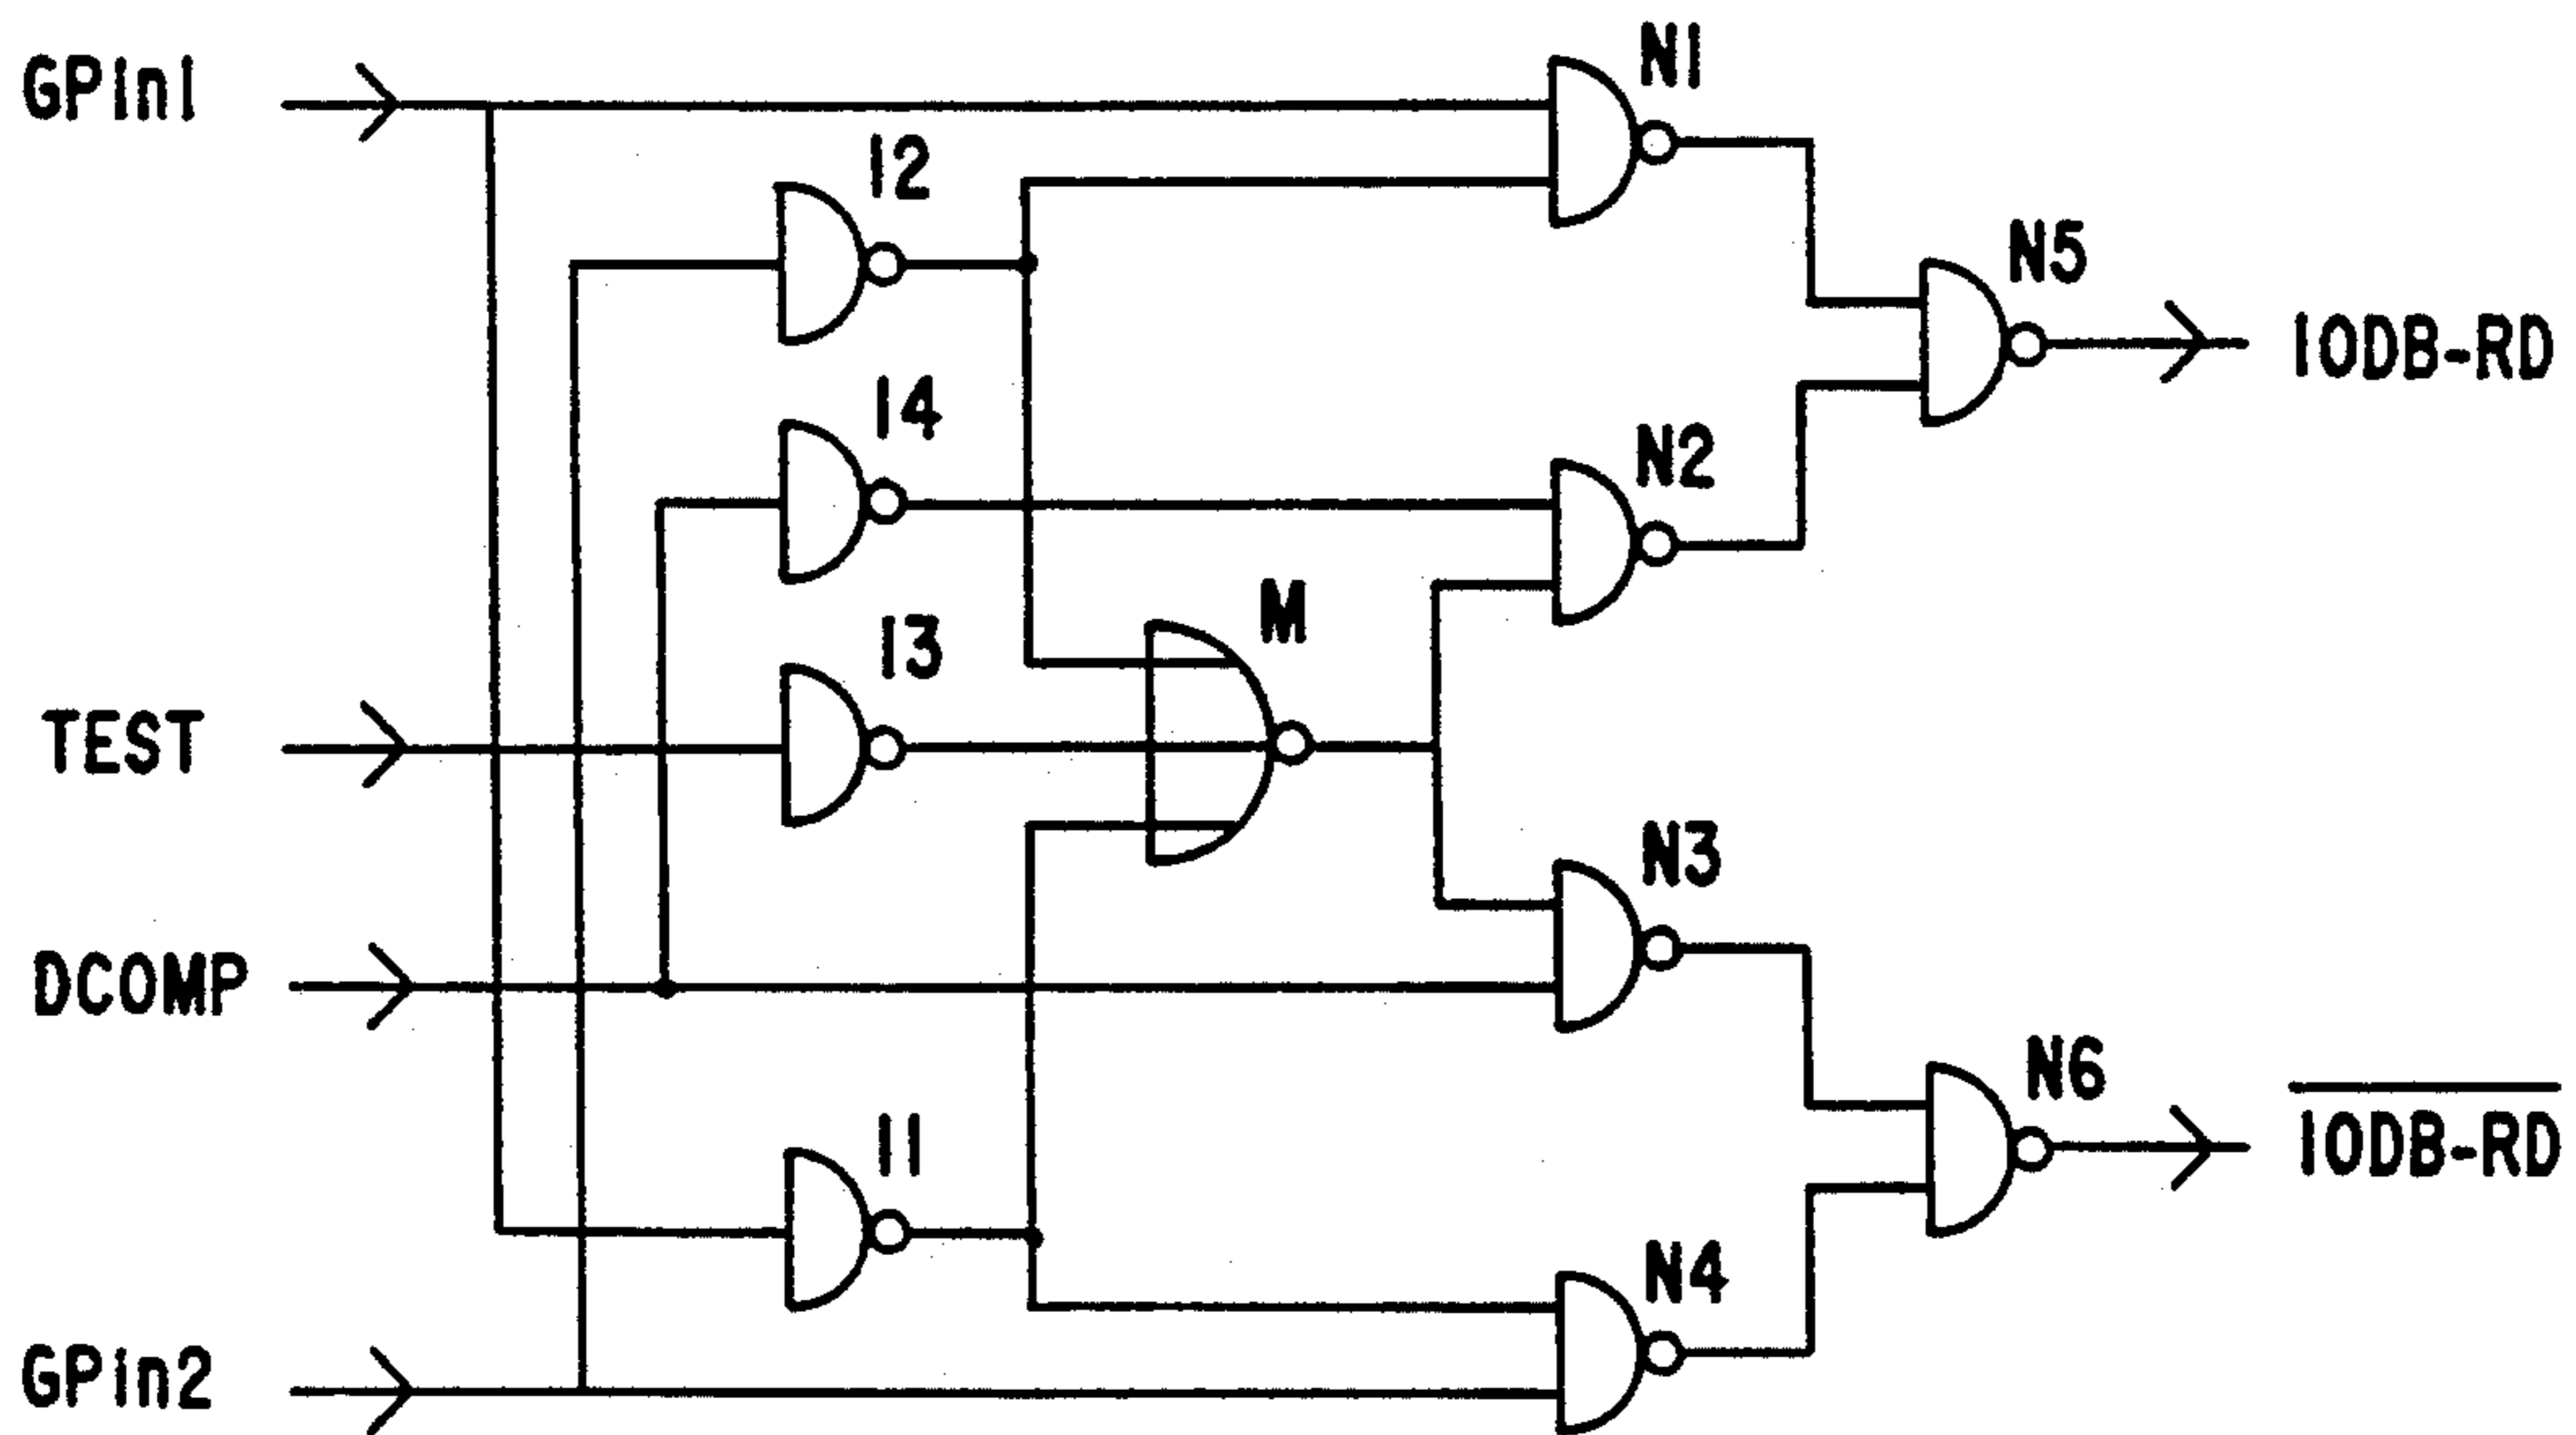 GPin1
N1
I2
N5
IODB-RD
I4
N2
M
I3
TEST
N3
DCOMP
N6
I1
IODB-RD
N4
GPin2